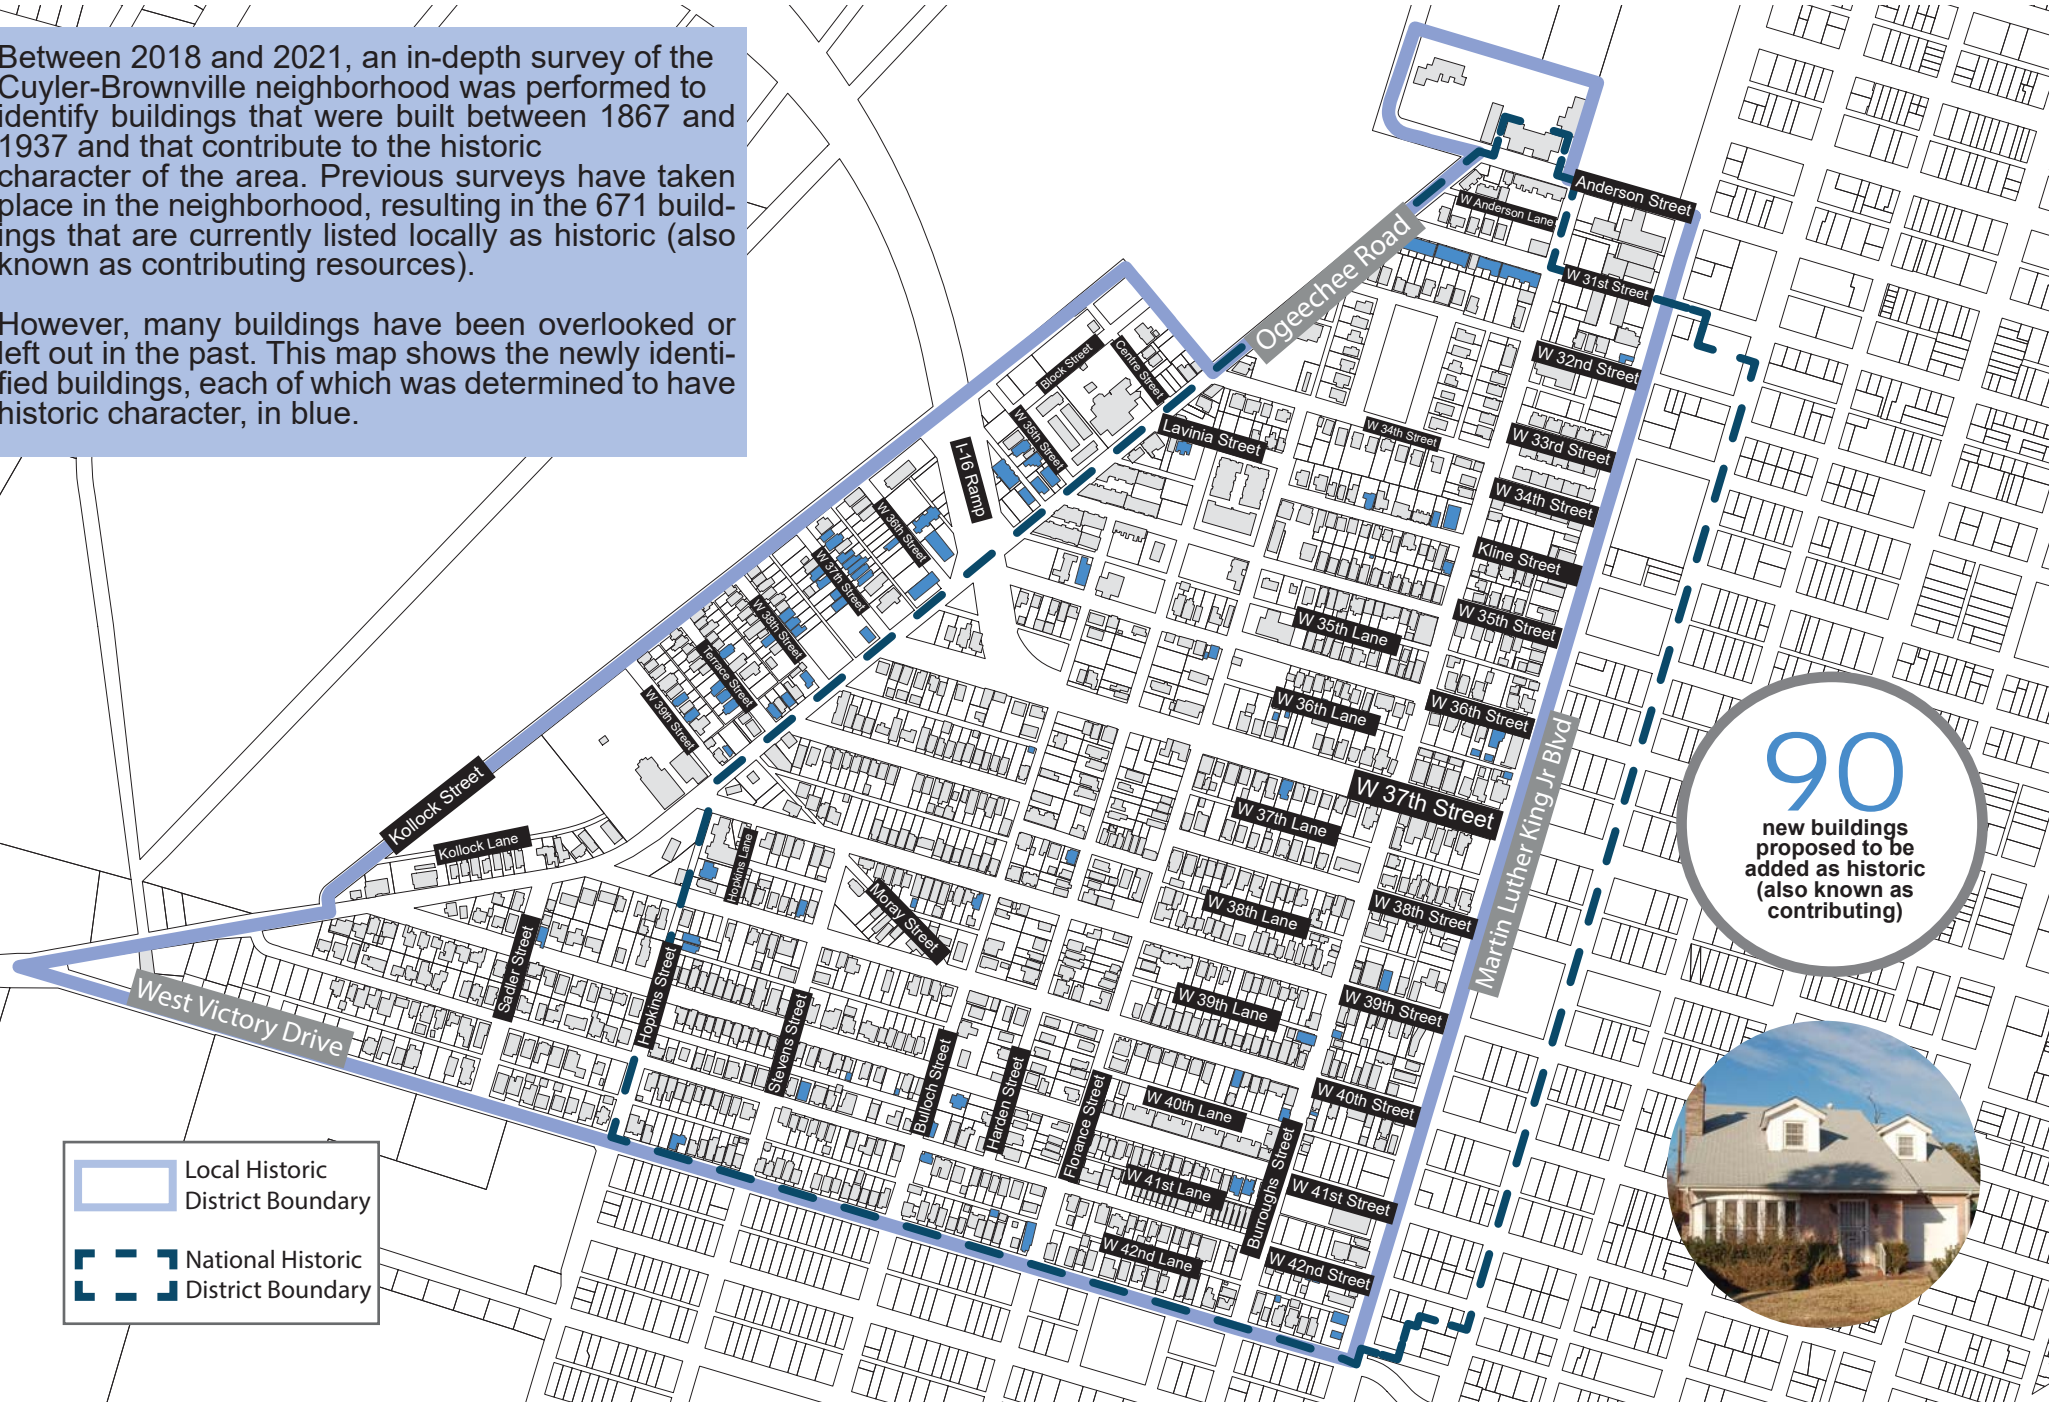 Between 2018 and 2021, an in-depth survey of the
Cuyler-Brownville neighborhood was performed to
identify buildings that were built between 1867 and
1937 and that contribute to the historic
character of the area. Previous surveys have taken
place in the neighborhood, resulting in the 671 build-
ings that are currently listed locally as historic (also
known as contributing resources).
However, many buildings have been overlooked or
left out in the past. This map shows the newly identi-
fied buildings, each of which was determined to have
historic character, in blue.
Anderson Street
W Anderson Lane
Ogeechee Road
W 31st Street
W 32nd Street
Block Street
Centre Street
W 35th Street
Lavinia Street
W 34th Street
W 33rd Street
I-16 Ramp
W 34th Street
W 36th Street
Kline Street
W 37th Street
W 38th Street
W 35th Lane
W 35th Street
Terrace Street
W 39th Street
W 36th Lane
W 36th Street
Martin Luther King Jr Blvd
Kollock Street
Kollock Lane
W 37th Street
W 37th Lane
Hopkins Lane
Moray Street
W 38th Lane
W 38th Street
Sadler Street
Hopkins Street
West Victory Drive
Stevens Street
W 39th Lane
W 39th Street
Bulloch Street
Harden Street
Florance Street
W 40th Lane
W 40th Street
W 41st Lane
Burroughs Street
W 41st Street
W 42nd Lane
W 42nd Street
90
new buildings
proposed to be
added as historic
(also known as
contributing)
Local Historic
District Boundary
National Historic
District Boundary